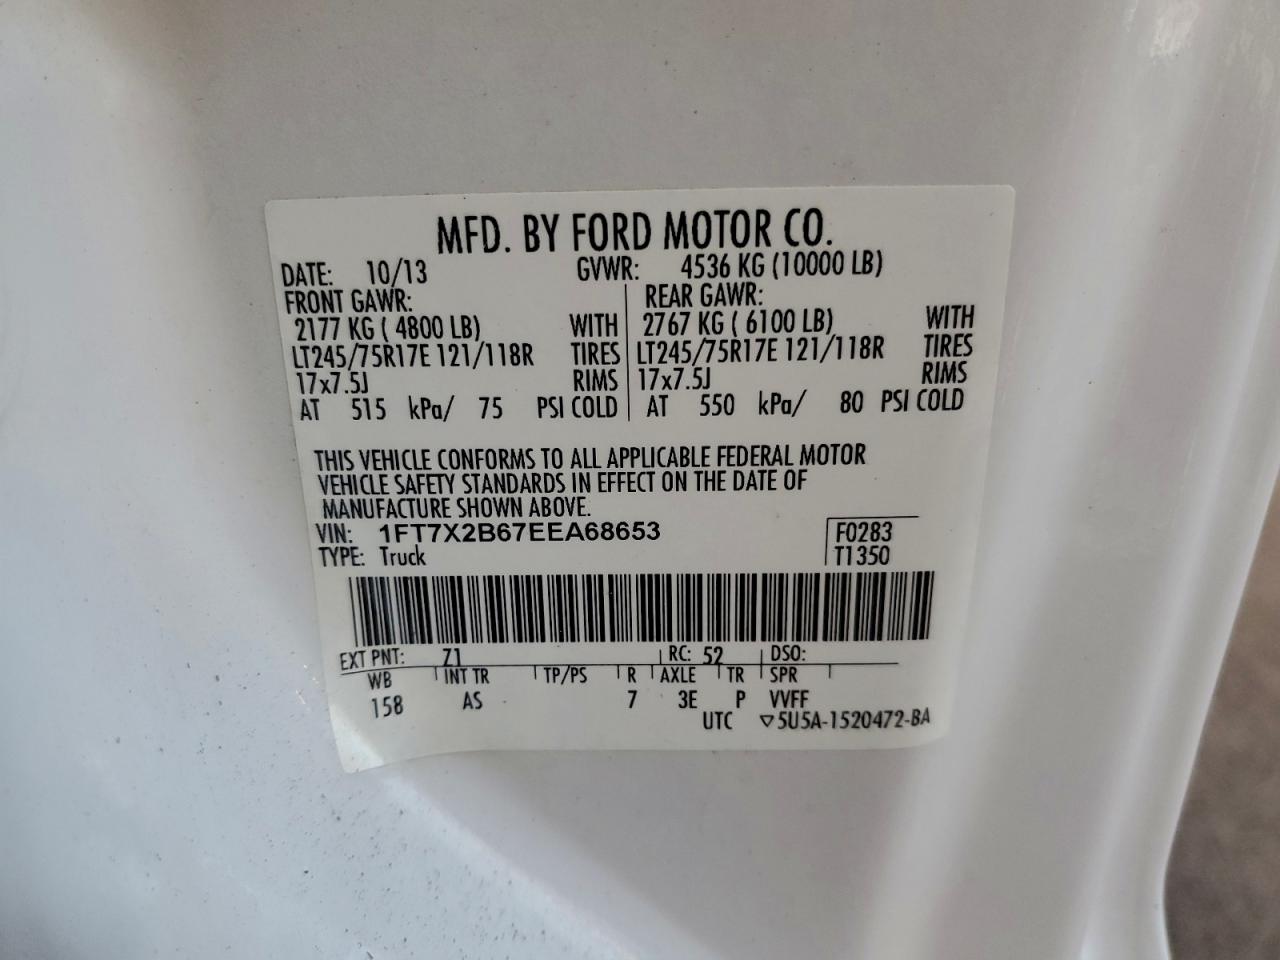 MFD. BY FORD MOTOR CO.
DATE: 10/13 GVWR: 4536 KG (10000 LB)
FRONT GAWR: REAR GAWR:
2177 KG ( 4800 LB) WITH 2767 KG ( 6100 LB) WITH
LT245/75R17E 121/118R TIRES LT245/75R17E 121/118R TIRES
17x7.5J RIMS 17x7.5J RIMS
AT 515 kPa/ 75 PSI COLD AT 550 kPa/ 80 PSI COLD
THIS VEHICLE CONFORMS TO ALL APPLICABLE FEDERAL MOTOR
VEHICLE SAFETY STANDARDS IN EFFECT ON THE DATE OF
MANUFACTURE SHOWN ABOVE.
VIN: 1FT7X2B67EEA68653 F0283
TYPE: Truck T1350
EXT PNT: Z1 RC: 52 DSO:
WB INT TR TP/PS R AXLE TR SPR
158 AS 7 3E P VVFF
UTC ▽5U5A-1520472-BA